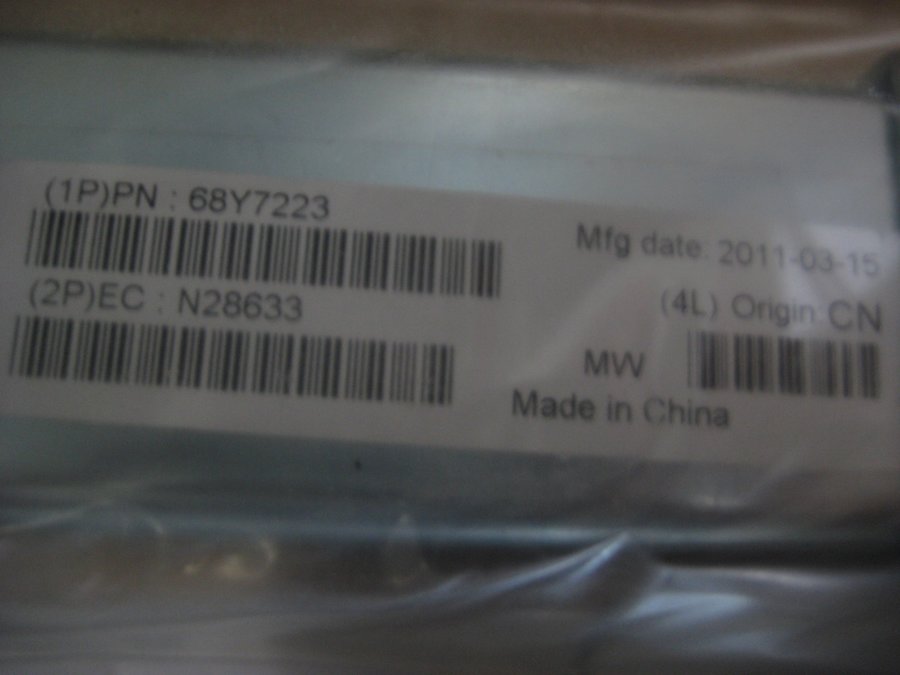 (1P)PN : 68Y7223
(2P)EC : N28633
Mfg date: 2011-03-15
(4L) Origin: CN
MW
Made in China